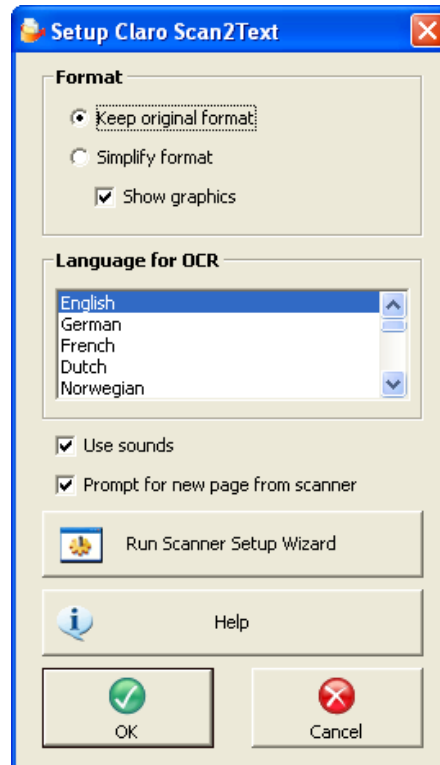 Setup Claro Scan2Text
Format
Keep original format
Simplify format
Show graphics
Language for OCR
English
German
French
Dutch
Norwegian
Use sounds
Prompt for new page from scanner
Run Scanner Setup Wizard
Help
OK
Cancel